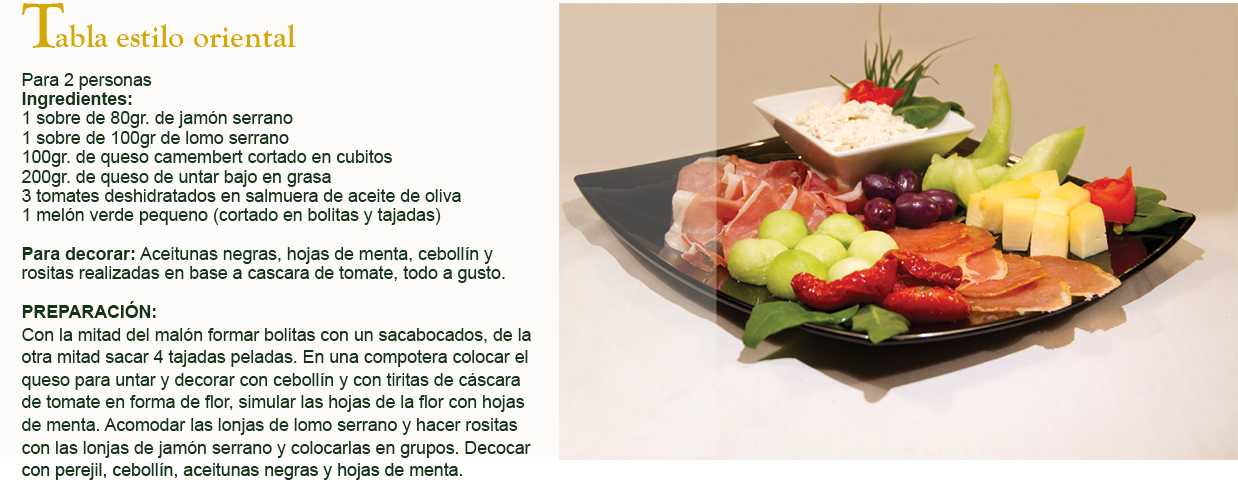 Tabla estilo oriental
Para 2 personas
Ingredientes:
1 sobre de 80gr. de jamón serrano
1 sobre de 100gr de lomo serrano
100gr. de queso camembert cortado en cubitos
200gr. de queso de untar bajo en grasa
3 tomates deshidratados en salmuera de aceite de oliva
1 melón verde pequeno (cortado en bolitas y tajadas)
Para decorar: Aceitunas negras, hojas de menta, cebollín y
rositas realizadas en base a cascara de tomate, todo a gusto.
PREPARACIÓN:
Con la mitad del malón formar bolitas con un sacabocados, de la
otra mitad sacar 4 tajadas peladas. En una compotera colocar el
queso para untar y decorar con cebollín y con tiritas de cáscara
de tomate en forma de flor, simular las hojas de la flor con hojas
de menta. Acomodar las lonjas de lomo serrano y hacer rositas
con las lonjas de jamón serrano y colocarlas en grupos. Decocar
con perejil, cebollín, aceitunas negras y hojas de menta.